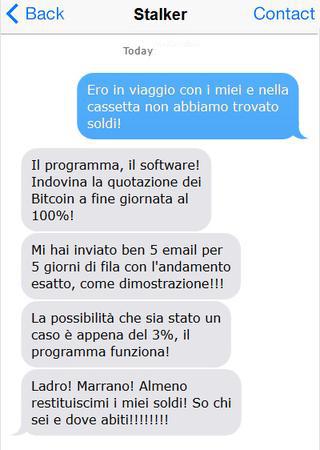 Back
Stalker
Contact
Today
Ero in viaggio con i miei e nella
cassetta non abbiamo trovato
soldi!
Il programma, il software!
Indovina la quotazione dei
Bitcoin a fine giornata al
100%!
Mi hai inviato ben 5 email per
5 giorni di fila con l'andamento
esatto, come dimostrazione!!!
La possibilità che sia stato un
caso è appena del 3%, il
programma funziona!
Ladro! Marrano! Almeno
restituiscimi i miei soldi! So chi
sei e dove abiti!!!!!!!!!